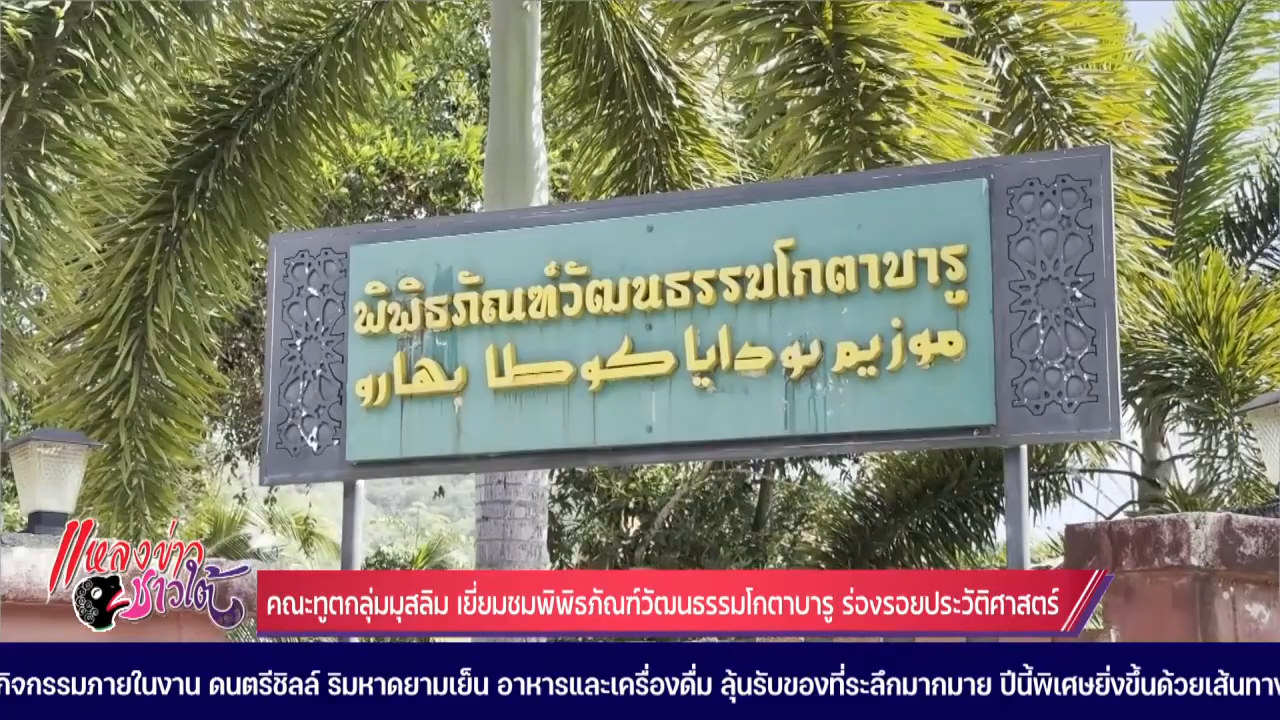 พิพิธภัณฑ์วัฒนธรรมโกตาบารู
موزيم بودايا كوطا بهارو
แหลงข่าว
ชาวใต้
คณะทูตกลุ่มมุสลิม เยี่ยมชมพิพิธภัณฑ์วัฒนธรรมโกตาบารู ร่องรอยประวัติศาสตร์
กิจกรรมภายในงาน ดนตรีชิลล์ ริมหาดยามเย็น อาหารและเครื่องดื่ม ลุ้นรับของที่ระลึกมากมาย ปีนี้พิเศษยิ่งขึ้นด้วยเส้นทาง